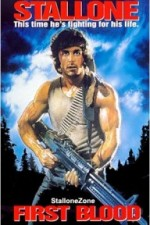 STALLONE
This time he's fighting for his life.
StalloneZone
FIRST BLOOD